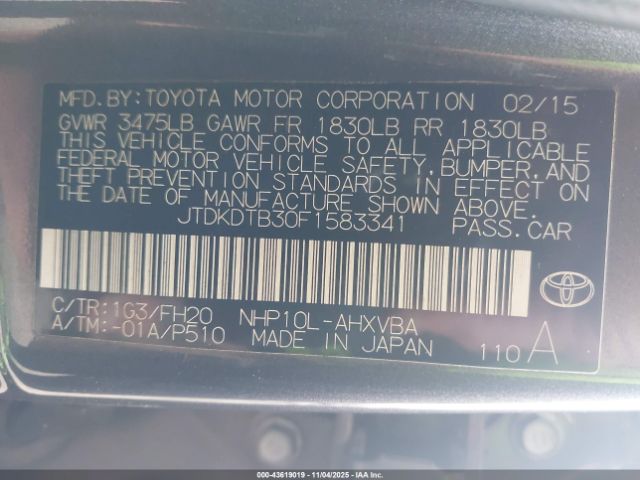 MFD.BY:TOYOTA MOTOR CORPORATION 02/15
GVWR 3475LB GAWR FR 1830LB RR 1830LB
THIS VEHICLE CONFORMS TO ALL APPLICABLE
FEDERAL MOTOR VEHICLE SAFETY,BUMPER,AND
THEFT PREVENTION STANDARDS IN EFFECT ON
THE DATE OF MANUFACTURE SHOWN ABOVE.
JTDKDTB30F1583341 PASS.CAR
C/TR:1G3/FH20 NHP10L-AHXVBA
A/TM:-01A/P510 MADE IN JAPAN 110 A
000-43619019 - 11/04/2025 - IAAI.COM